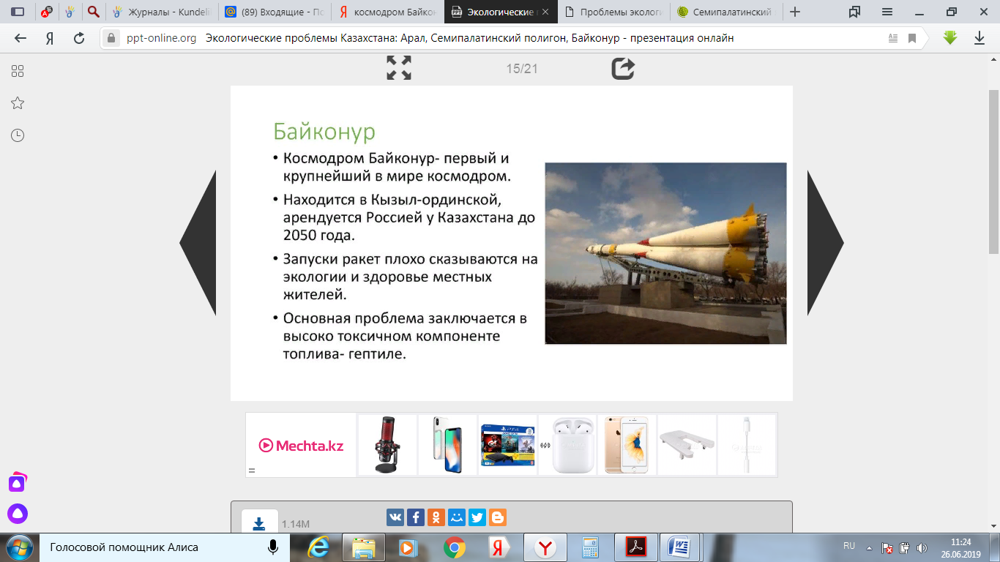 Журналы - Kundeli
(89) Входящие - По
космодром Байкон
Экологические п
Проблемы экологи
Семипалатинский
ppt-online.org Экологические проблемы Казахстана: Арал, Семипалатинский полигон, Байконур - презентация онлайн
15/21
Байконур
• Космодром Байконур- первый и
крупнейший в мире космодром.
• Находится в Кызыл-ординской,
арендуется Россией у Казахстана до
2050 года.
• Запуски ракет плохо сказываются на
экологии и здоровье местных
жителей.
• Основная проблема заключается в
высоко токсичном компоненте
топлива- гептиле.
Mechta.kz
1.14M
Голосовой помощник Алиса
RU
11:24
26.06.2019